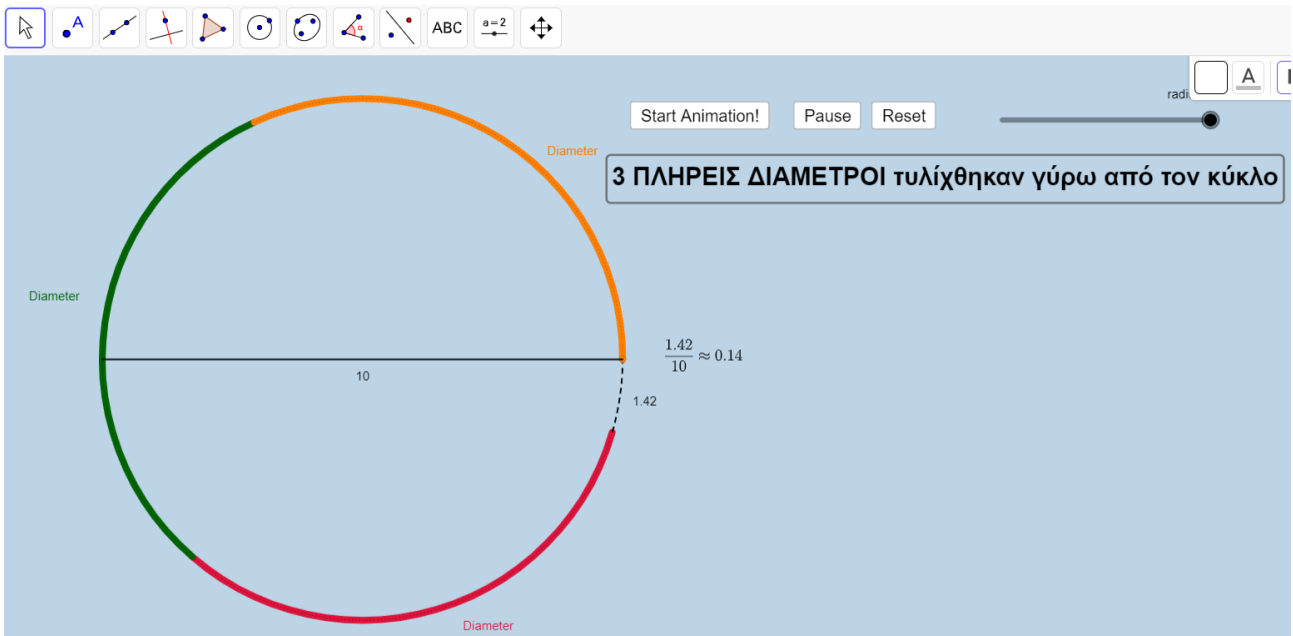 A
α
ABC
a=2
A
radi
Start Animation!
Pause
Reset
Diameter
3 ΠΛΗΡΕΙΣ ΔΙΑΜΕΤΡΟΙ τυλίχθηκαν γύρω από τον κύκλο
Diameter
1.42
10
≈ 0.14
10
1.42
Diameter